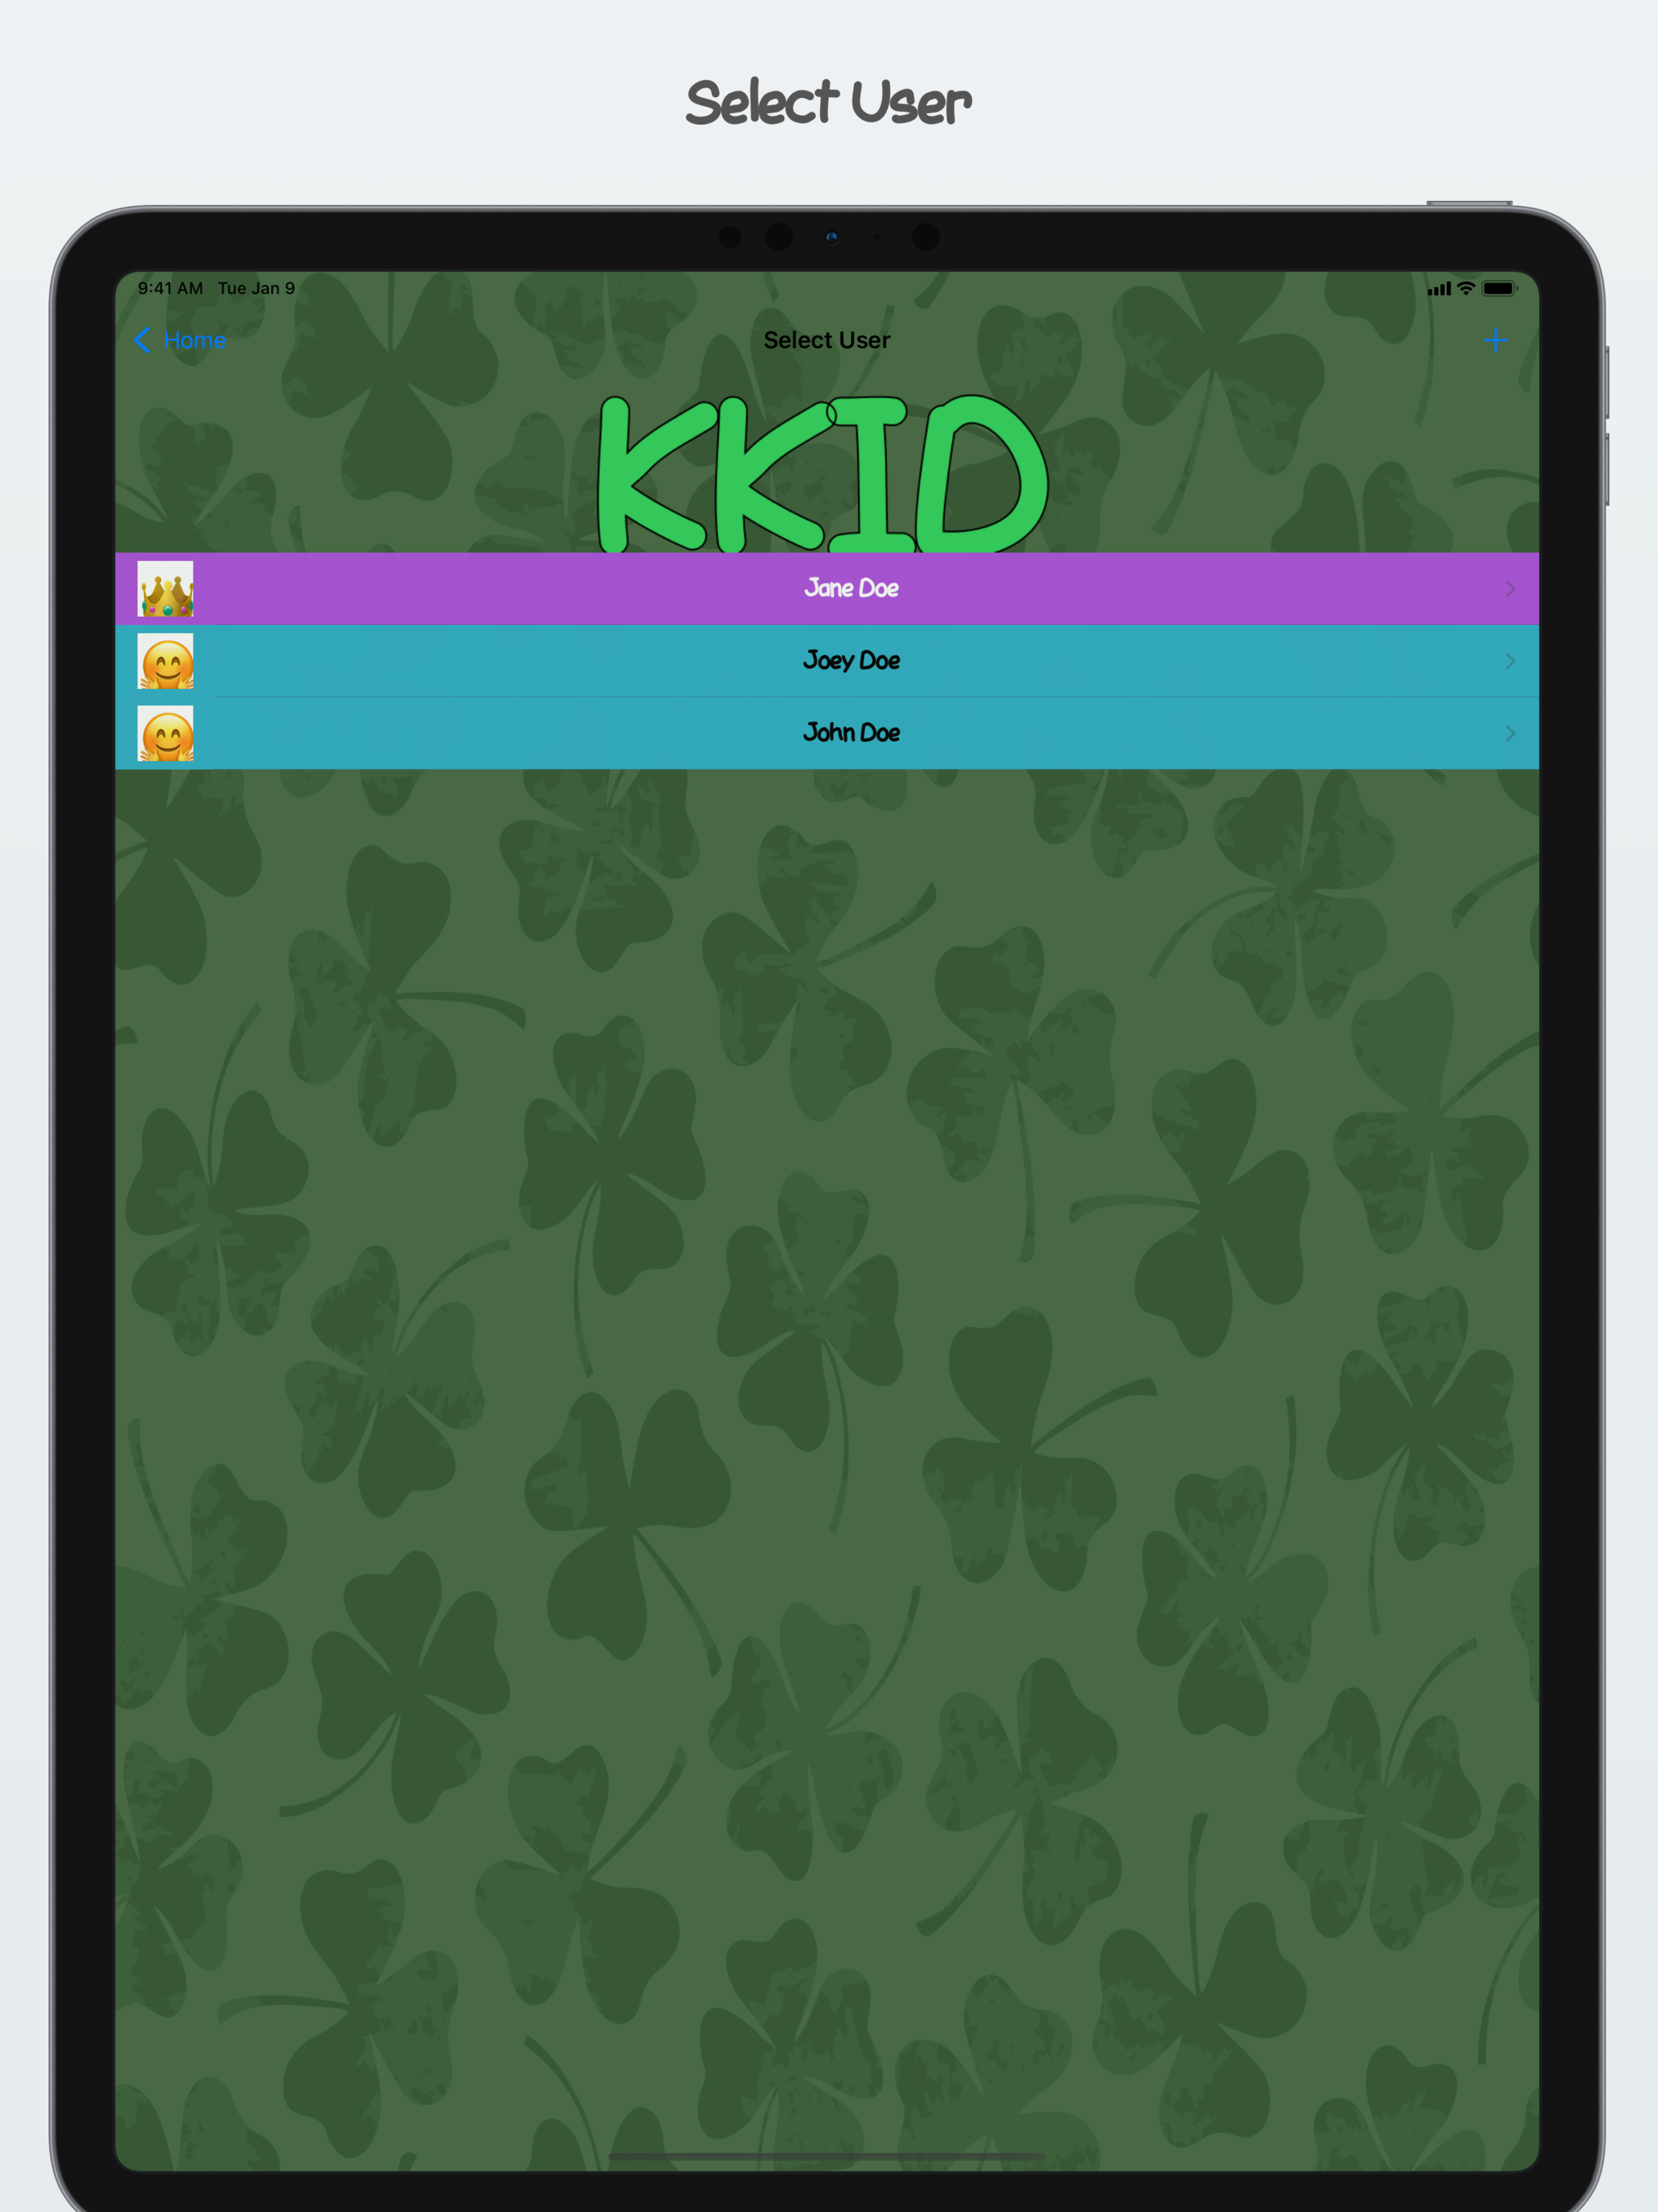 Select User
9:41 AM Tue Jan 9
Home Select User +
KKID
Jane Doe
Joey Doe
John Doe